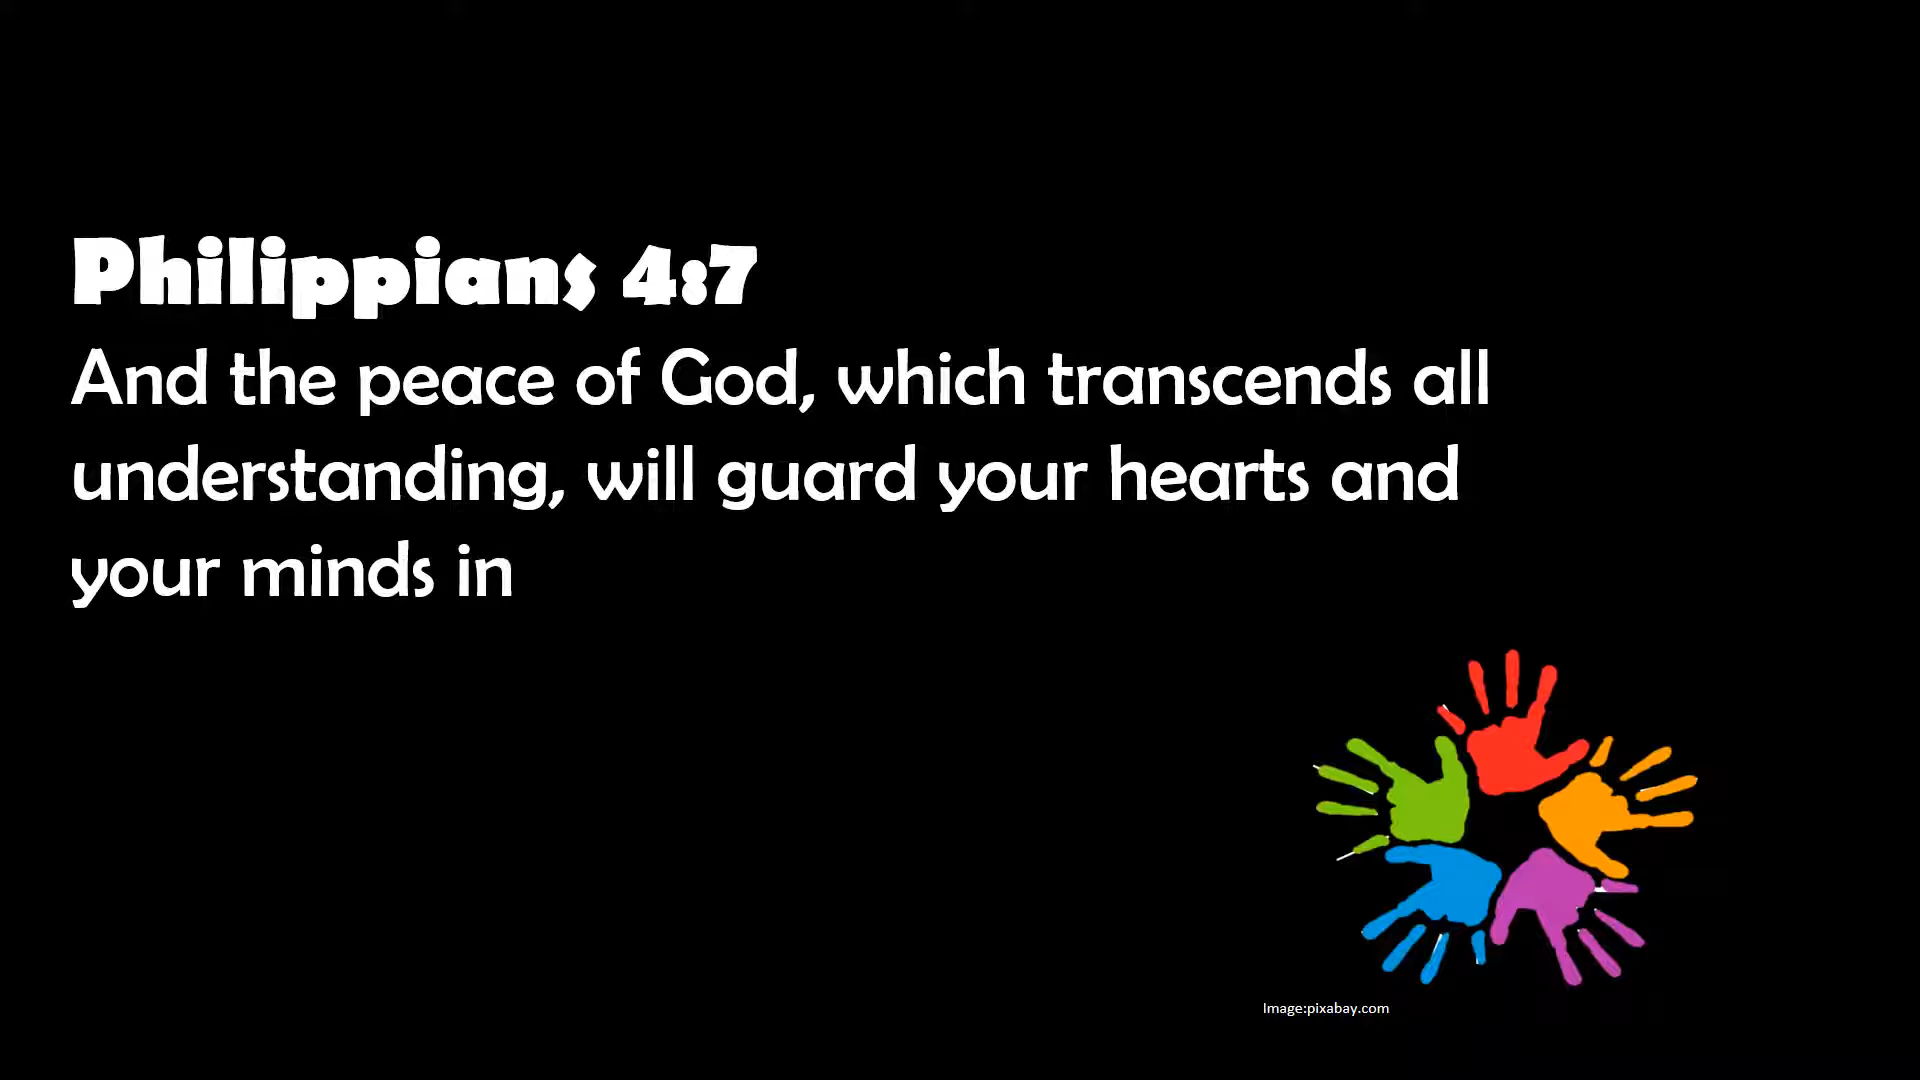 Philippians 4:7
And the peace of God, which transcends all
understanding, will guard your hearts and
your minds in
Image:pixabay.com